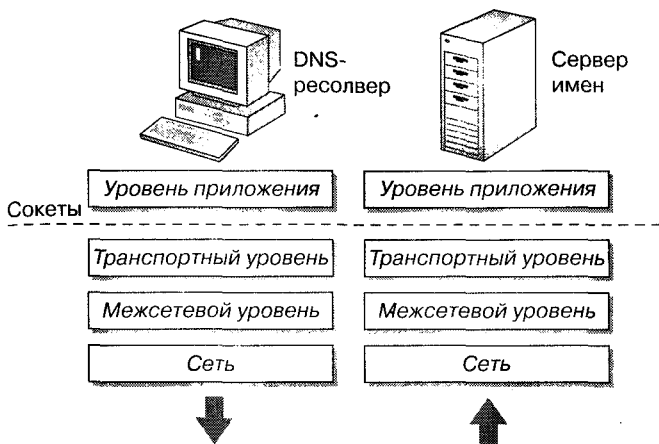 DNS-
ресолвер
Сервер
имен
Уровень приложения
Уровень приложения
Сокеты
Транспортный уровень
Транспортный уровень
Межсетевой уровень
Межсетевой уровень
Сеть
Сеть